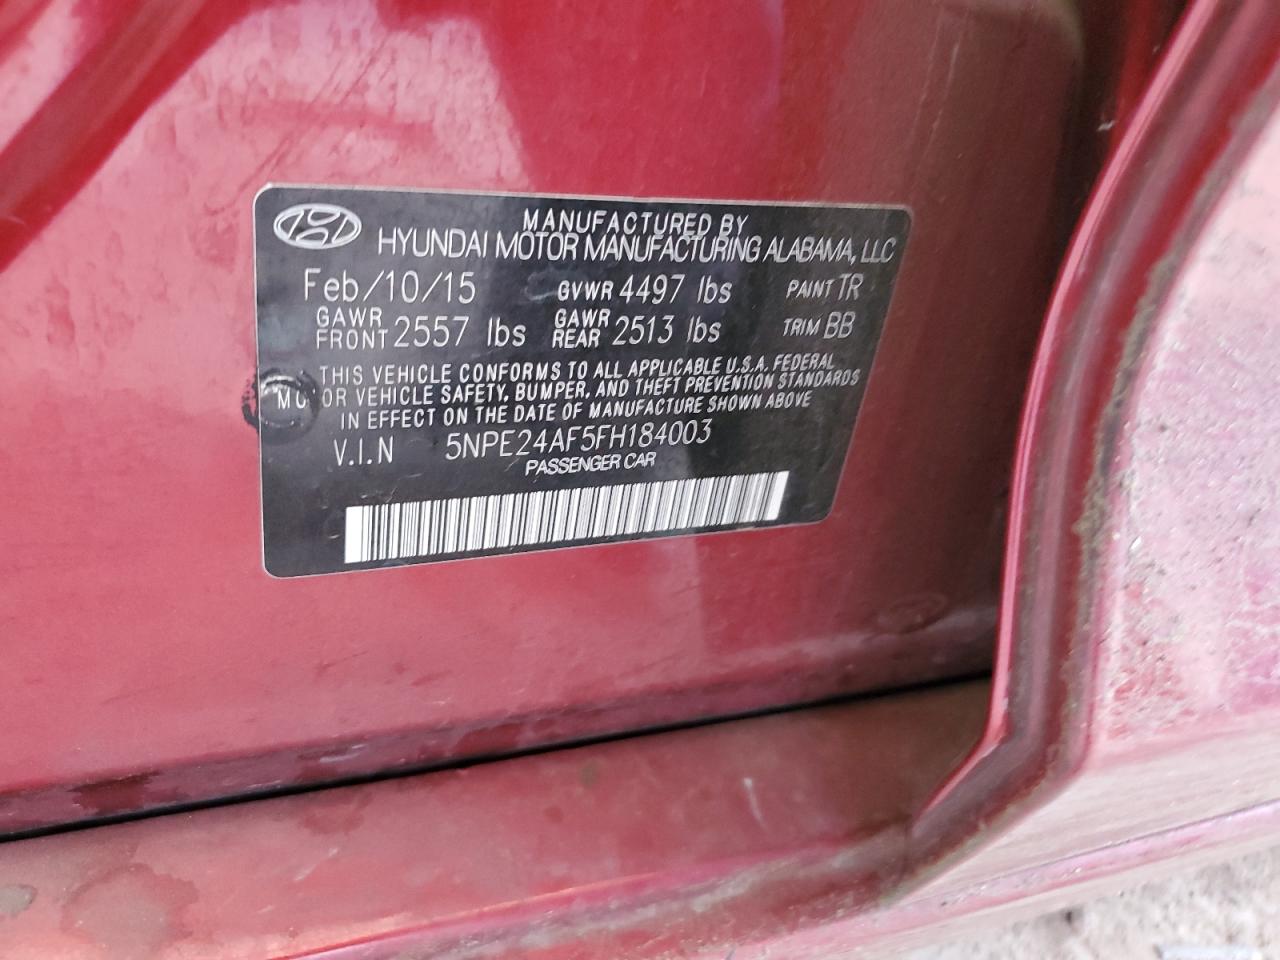 MANUFACTURED BY
HYUNDAI MOTOR MANUFACTURING ALABAMA, LLC
Feb/10/15 GVWR 4497 lbs PAINT TR
GAWR FRONT 2557 lbs GAWR REAR 2513 lbs TRIM BB
THIS VEHICLE CONFORMS TO ALL APPLICABLE U.S.A. FEDERAL
MOTOR VEHICLE SAFETY, BUMPER, AND THEFT PREVENTION STANDARDS
IN EFFECT ON THE DATE OF MANUFACTURE SHOWN ABOVE
V.I.N 5NPE24AF5FH184003
PASSENGER CAR